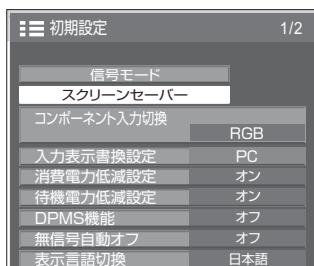 初期設定 1/2
信号モード
スクリーンセーバー
コンポーネント入力切換
RGB
入力表示書換設定 PC
消費電力低減設定 オン
待機電力低減設定 オン
DPMS機能 オフ
無信号自動オフ オフ
表示言語切換 日本語